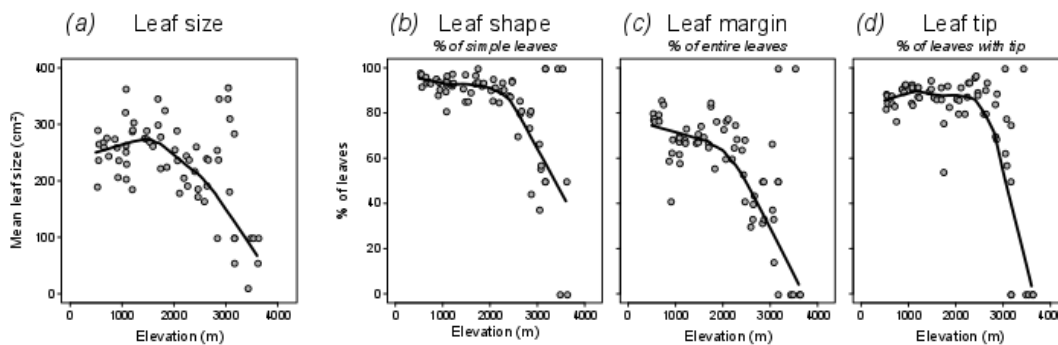 (a) Leaf size
(b) Leaf shape
% of simple leaves
(c) Leaf margin
% of entire leaves
(d) Leaf tip
% of leaves with tip
Mean leaf size (cm²)
400
300
200
100
0
0 1000 2000 3000 4000
Elevation (m)
% of leaves
100
80
60
40
20
0
0 1000 2000 3000 4000
Elevation (m)
0 1000 2000 3000 4000
Elevation (m)
0 1000 2000 3000 4000
Elevation (m)